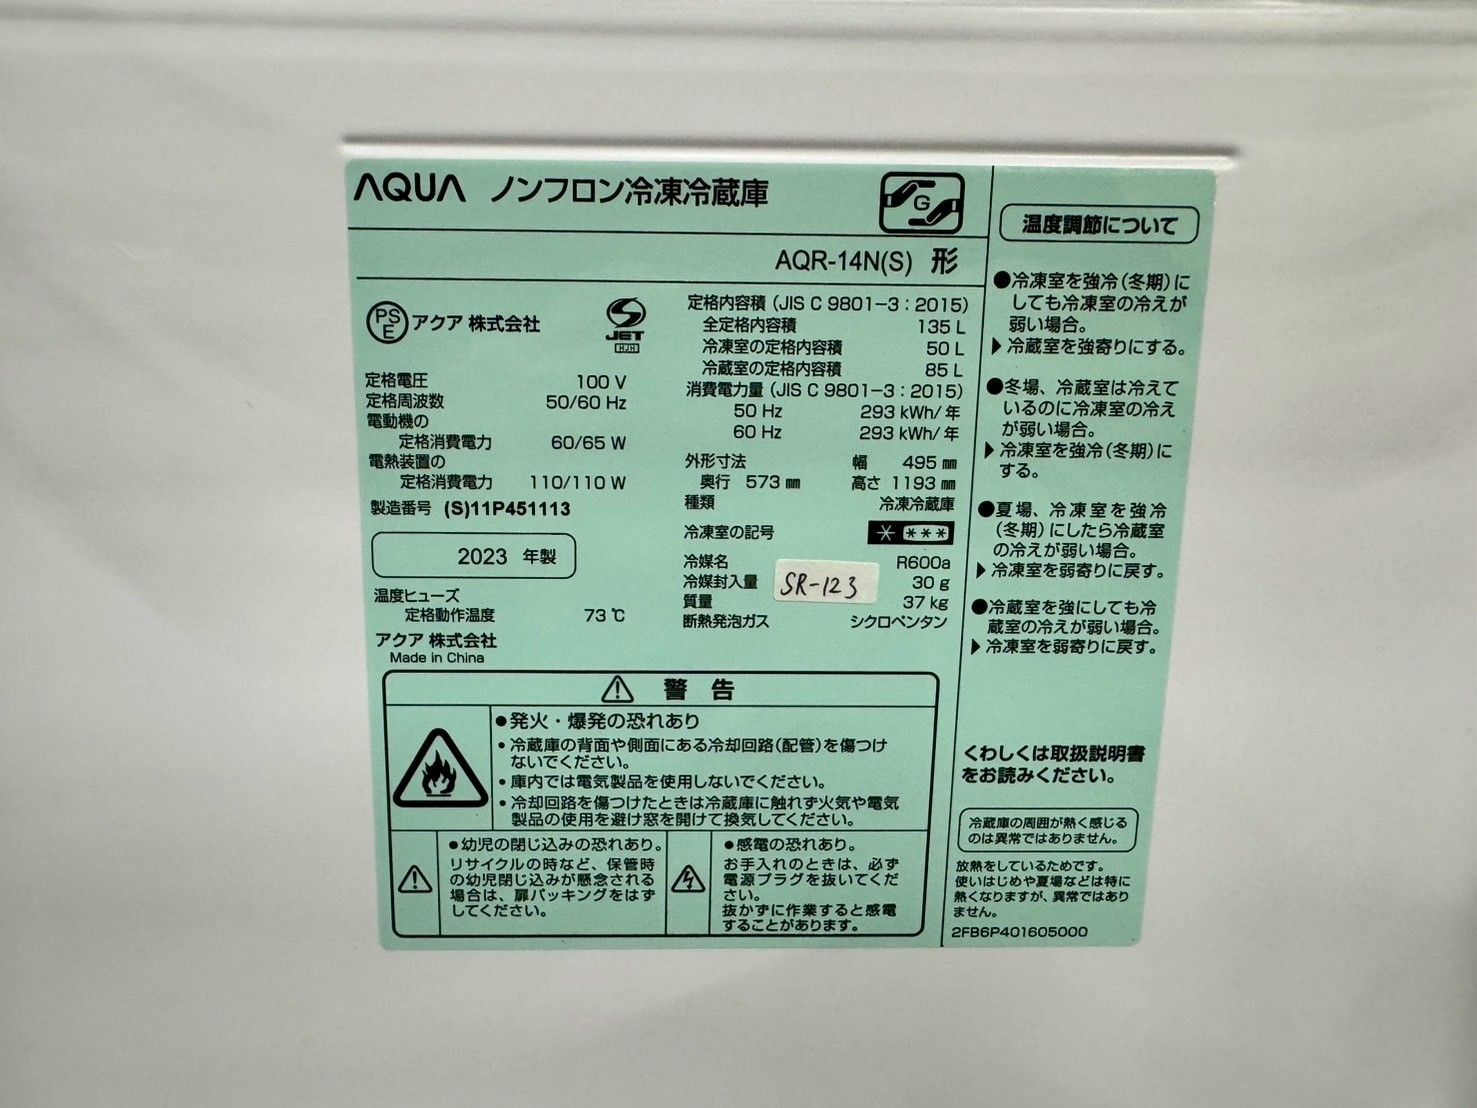 AQUA ノンフロン冷凍冷蔵庫
G
AQR-14N(S) 形
PS
E
アクア 株式会社
S
JET
HJH
定格電圧 100 V
定格周波数 50/60 Hz
電動機の
定格消費電力 60/65 W
電熱装置の
定格消費電力 110/110 W
製造番号 (S)11P451113
2023 年製
温度ヒューズ
定格動作温度 73 ℃
アクア 株式会社
Made in China
定格内容積 (JIS C 9801-3 : 2015)
全定格内容積 135 L
冷凍室の定格内容積 50 L
冷蔵室の定格内容積 85 L
消費電力量 (JIS C 9801-3 : 2015)
50 Hz 293 kWh/年
60 Hz 293 kWh/年
外形寸法 幅 495 ㎜
奥行 573 ㎜ 高さ 1193 ㎜
種類 冷凍冷蔵庫
冷凍室の記号 * ***
冷媒名 R600a
冷媒封入量 30 g
SR-123
質量 37 kg
断熱発泡ガス シクロペンタン
⚠ 警 告
●発火・爆発の恐れあり
・冷蔵庫の背面や側面にある冷却回路(配管)を傷つけ
ないでください。
・庫内では電気製品を使用しないでください。
・冷却回路を傷つけたときは冷蔵庫に触れず火気や電気
製品の使用を避け窓を開けて換気してください。
●幼児の閉じ込みの恐れあり。
リサイクルの時など、保管時
の幼児閉じ込みが懸念される
場合は、扉パッキングをはず
してください。
●感電の恐れあり。
お手入れのときは、必ず
電源プラグを抜いてくだ
さい。
抜かずに作業すると感電
することがあります。
温度調節について
●冷凍室を強冷(冬期)に
しても冷凍室の冷えが
弱い場合。
▶冷蔵室を強寄りにする。
●冬場、冷蔵室は冷えて
いるのに冷凍室の冷え
が弱い場合。
▶冷凍室を強冷(冬期)に
する。
●夏場、冷凍室を強冷
(冬期)にしたら冷蔵室
の冷えが弱い場合。
▶冷凍室を弱寄りに戻す。
●冷蔵室を強にしても冷
蔵室の冷えが弱い場合。
▶冷凍室を弱寄りに戻す。
くわしくは取扱説明書
をお読みください。
冷蔵庫の周囲が熱く感じる
のは異常ではありません。
放熱をしているためです。
使いはじめや夏場などは特に
熱くなりますが、異常ではあり
ません。
2FB6P401605000